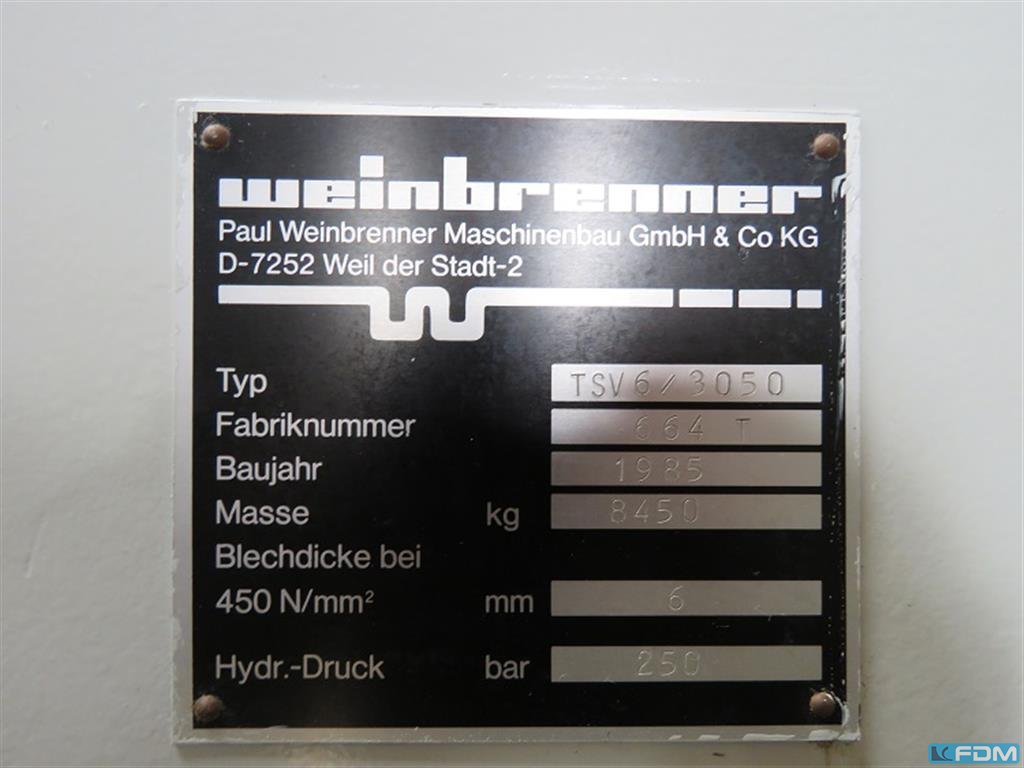 weinbrenner
Paul Weinbrenner Maschinenbau GmbH & Co KG
D-7252 Weil der Stadt-2
Typ TSV6/3050
Fabriknummer 664 T
Baujahr 1985
Masse kg 8450
Blechdicke bei
450 N/mm² mm 6
Hydr.-Druck bar 250
FDM